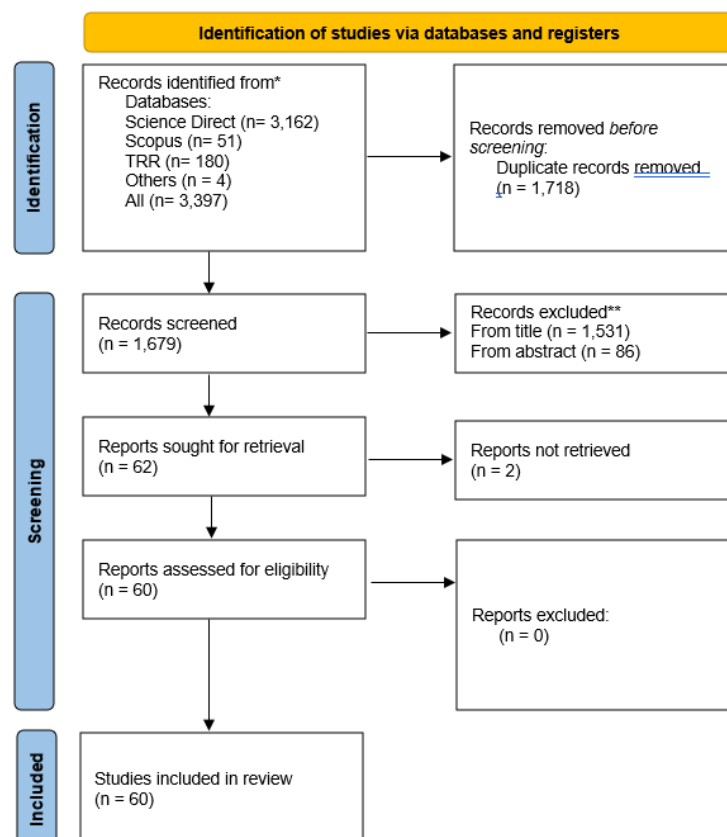 Identification of studies via databases and registers
Identification
Records identified from*
Databases:
Science Direct (n= 3,162)
Scopus (n= 51)
TRR (n= 180)
Others (n = 4)
All (n= 3,397)
Records removed before
screening:
Duplicate records removed
(n = 1,718)
Screening
Records screened
(n = 1,679)
Records excluded**
From title (n = 1,531)
From abstract (n = 86)
Reports sought for retrieval
(n = 62)
Reports not retrieved
(n = 2)
Reports assessed for eligibility
(n = 60)
Reports excluded:
(n = 0)
Included
Studies included in review
(n = 60)